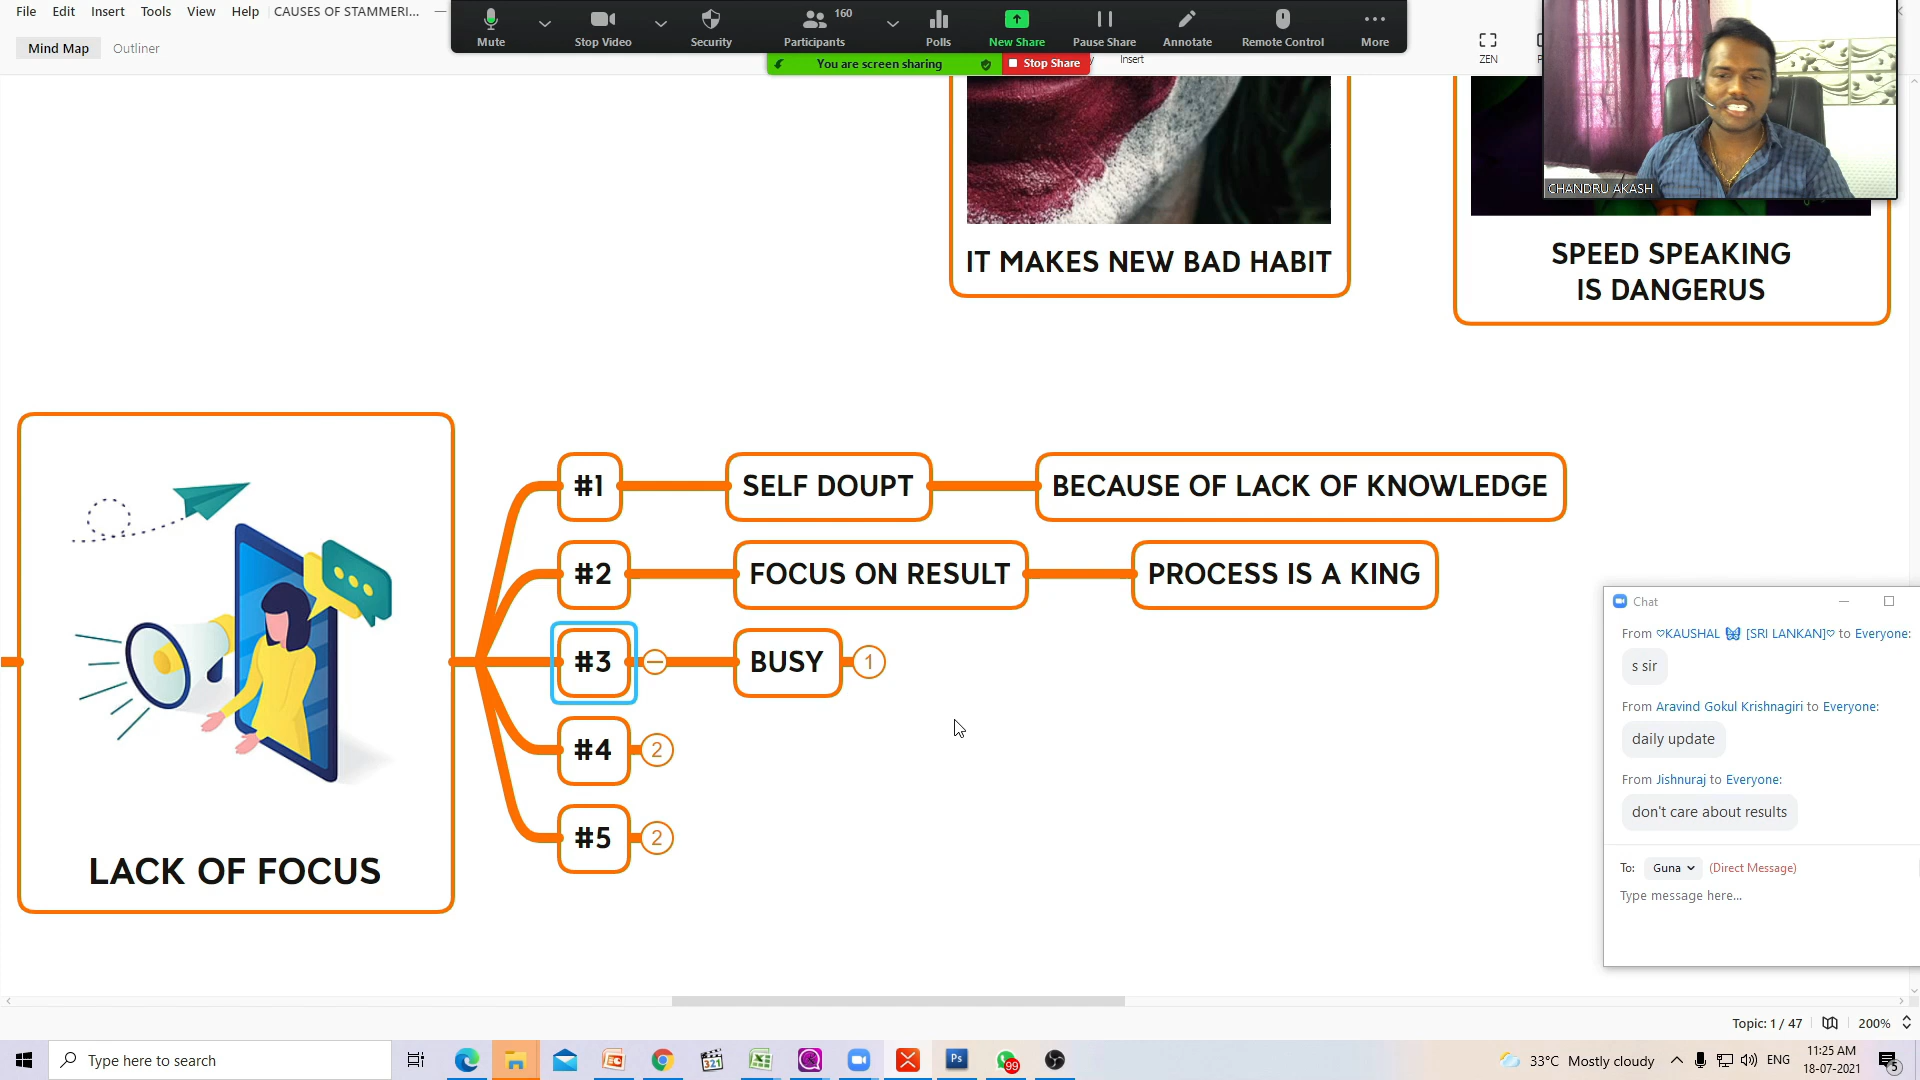 File Edit Insert Tools View Help CAUSES OF STAMMERI...
Mute Stop Video Security Participants 160 Polls New Share Pause Share Annotate Remote Control More
Mind Map Outliner
You are screen sharing Stop Share
Insert
ZEN
CHANDRU AKASH
IT MAKES NEW BAD HABIT
SPEED SPEAKING
IS DANGERUS
#1 SELF DOUPT BECAUSE OF LACK OF KNOWLEDGE
#2 FOCUS ON RESULT PROCESS IS A KING
#3 BUSY 1
#4 2
#5 2
LACK OF FOCUS
Chat
From ♡KAUSHAL 🦋 [SRI LANKAN]♡ to Everyone:
s sir
From Aravind Gokul Krishnagiri to Everyone:
daily update
From Jishnuraj to Everyone:
don't care about results
To: Guna (Direct Message)
Type message here...
Topic: 1 / 47 200%
Type here to search
321
Ps
99
33°C Mostly cloudy
ENG
11:25 AM
18-07-2021
5